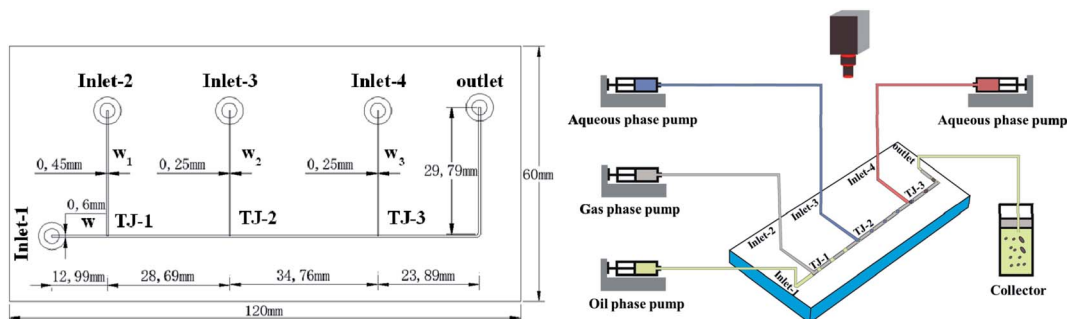 Inlet-2
Inlet-3
Inlet-4
outlet
0,45mm
w1
0,25mm
w2
0,25mm
w3
29,79mm
60mm
0,6mm
Inlet-1
w
TJ-1
TJ-2
TJ-3
12,99mm
28,69mm
34,76mm
23,89mm
120mm
Aqueous phase pump
Aqueous phase pump
Gas phase pump
Oil phase pump
outlet
Inlet-4
TJ-3
Inlet-3
TJ-2
Inlet-2
TJ-1
Inlet-1
Collector